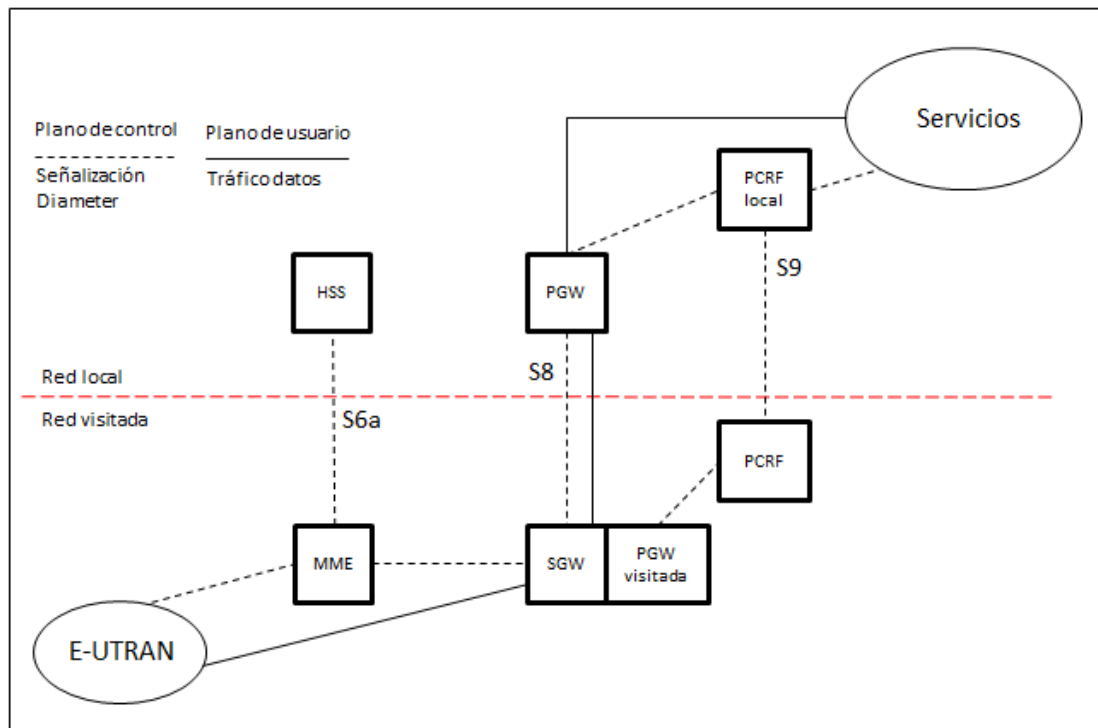 Servicios
Plano de control
Plano de usuario
Señalización
Diameter
Tráfico datos
PCRF
local
S9
HSS
PGW
S8
Red local
Red visitada
S6a
PCRF
MME
SGW
PGW
visitada
E-UTRAN